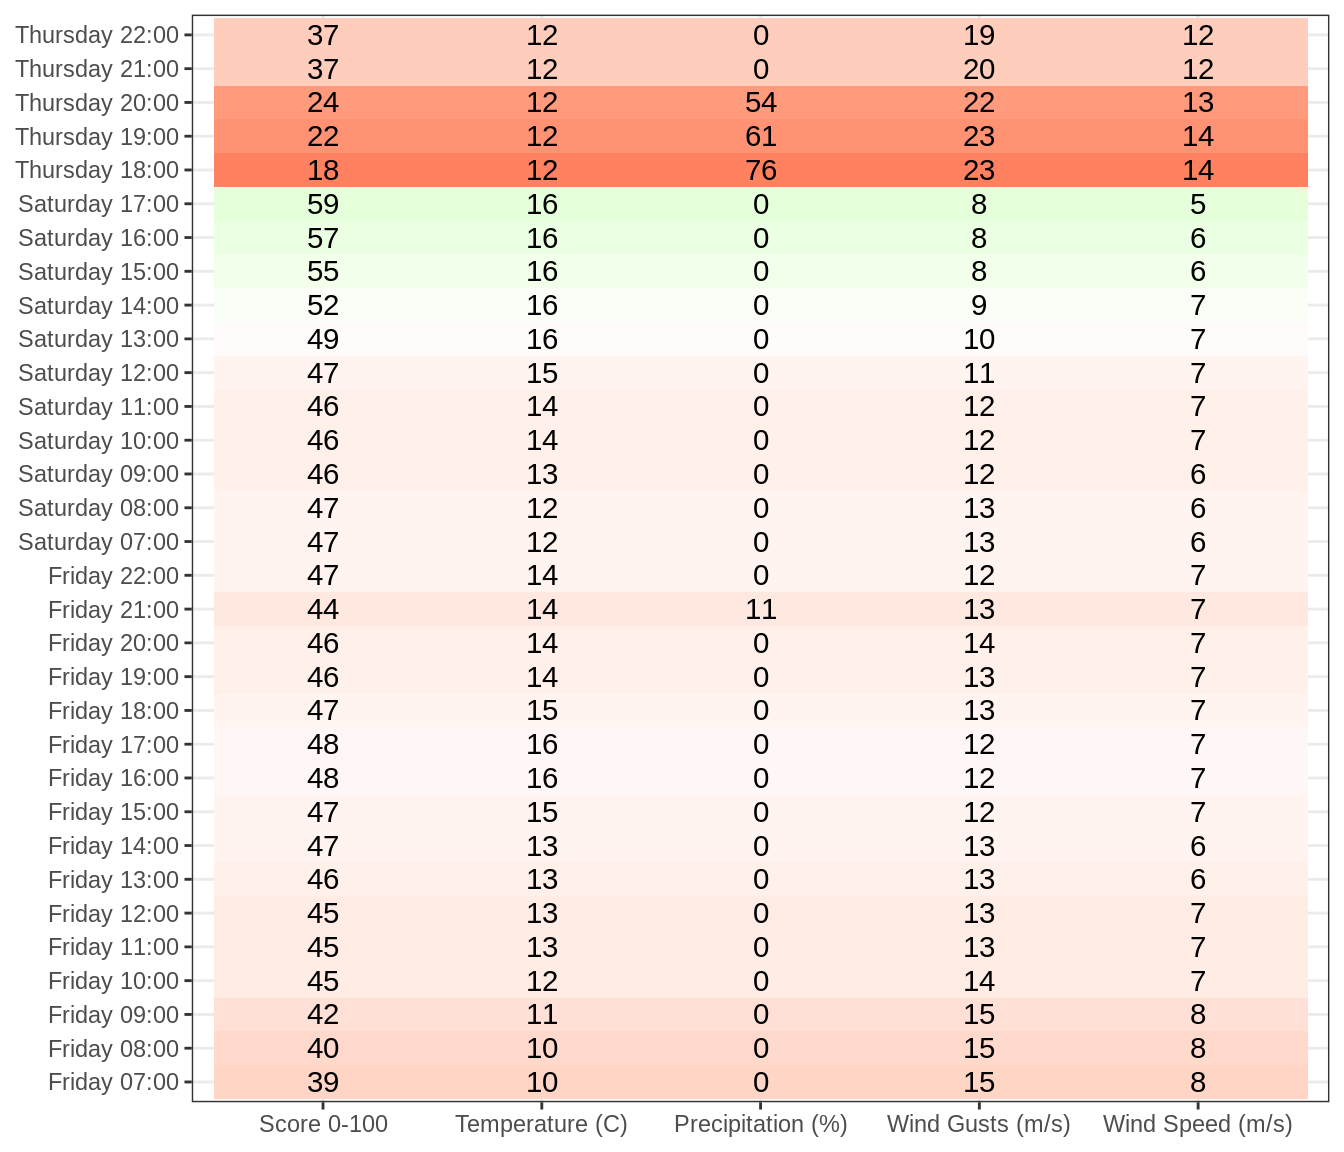 Thursday 22:00 37 12 0 19 12
Thursday 21:00 37 12 0 20 12
Thursday 20:00 24 12 54 22 13
Thursday 19:00 22 12 61 23 14
Thursday 18:00 18 12 76 23 14
Saturday 17:00 59 16 0 8 5
Saturday 16:00 57 16 0 8 6
Saturday 15:00 55 16 0 8 6
Saturday 14:00 52 16 0 9 7
Saturday 13:00 49 16 0 10 7
Saturday 12:00 47 15 0 11 7
Saturday 11:00 46 14 0 12 7
Saturday 10:00 46 14 0 12 7
Saturday 09:00 46 13 0 12 6
Saturday 08:00 47 12 0 13 6
Saturday 07:00 47 12 0 13 6
Friday 22:00 47 14 0 12 7
Friday 21:00 44 14 11 13 7
Friday 20:00 46 14 0 14 7
Friday 19:00 46 14 0 13 7
Friday 18:00 47 15 0 13 7
Friday 17:00 48 16 0 12 7
Friday 16:00 48 16 0 12 7
Friday 15:00 47 15 0 12 7
Friday 14:00 47 13 0 13 6
Friday 13:00 46 13 0 13 6
Friday 12:00 45 13 0 13 7
Friday 11:00 45 13 0 13 7
Friday 10:00 45 12 0 14 7
Friday 09:00 42 11 0 15 8
Friday 08:00 40 10 0 15 8
Friday 07:00 39 10 0 15 8
Score 0-100 Temperature (C) Precipitation (%) Wind Gusts (m/s) Wind Speed (m/s)